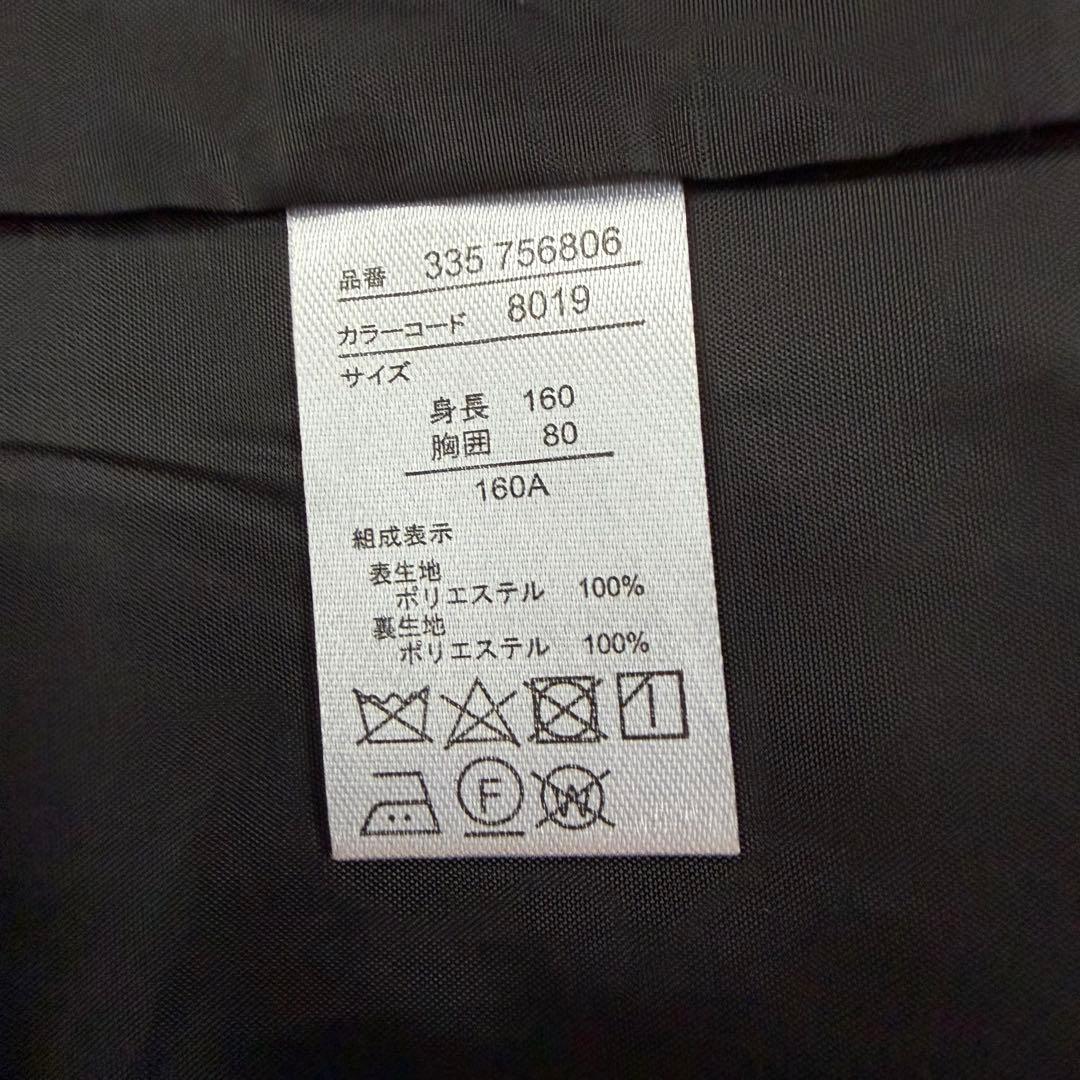 品番 335 756806
カラーコード 8019
サイズ
身長 160
胸囲 80
160A
組成表示
表生地
ポリエステル 100%
裏生地
ポリエステル 100%
F W